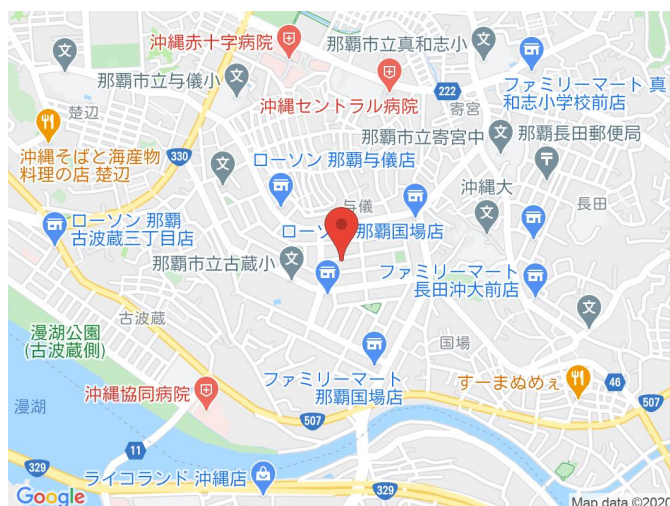 沖縄赤十字病院
那覇市立真和志小
那覇市立与儀小
沖縄セントラル病院
222
ファミリーマート 真
和志小学校前店
楚辺
寄宮
那覇市立寄宮中
那覇長田郵便局
沖縄そばと海産物
料理の店 楚辺
330
ローソン 那覇与儀店
沖縄大
長田
与儀
ローソン 那覇
古波蔵三丁目店
ローソ
那覇国場店
那覇市立古蔵小
ファミリーマート
長田沖大前店
古波蔵
漫湖公園
(古波蔵側)
国場
沖縄協同病院
ファミリーマート
那覇国場店
すーまぬめぇ
46
漫湖
507
507
11
329
ライコランド 沖縄店
329
Google
Map data ©2020